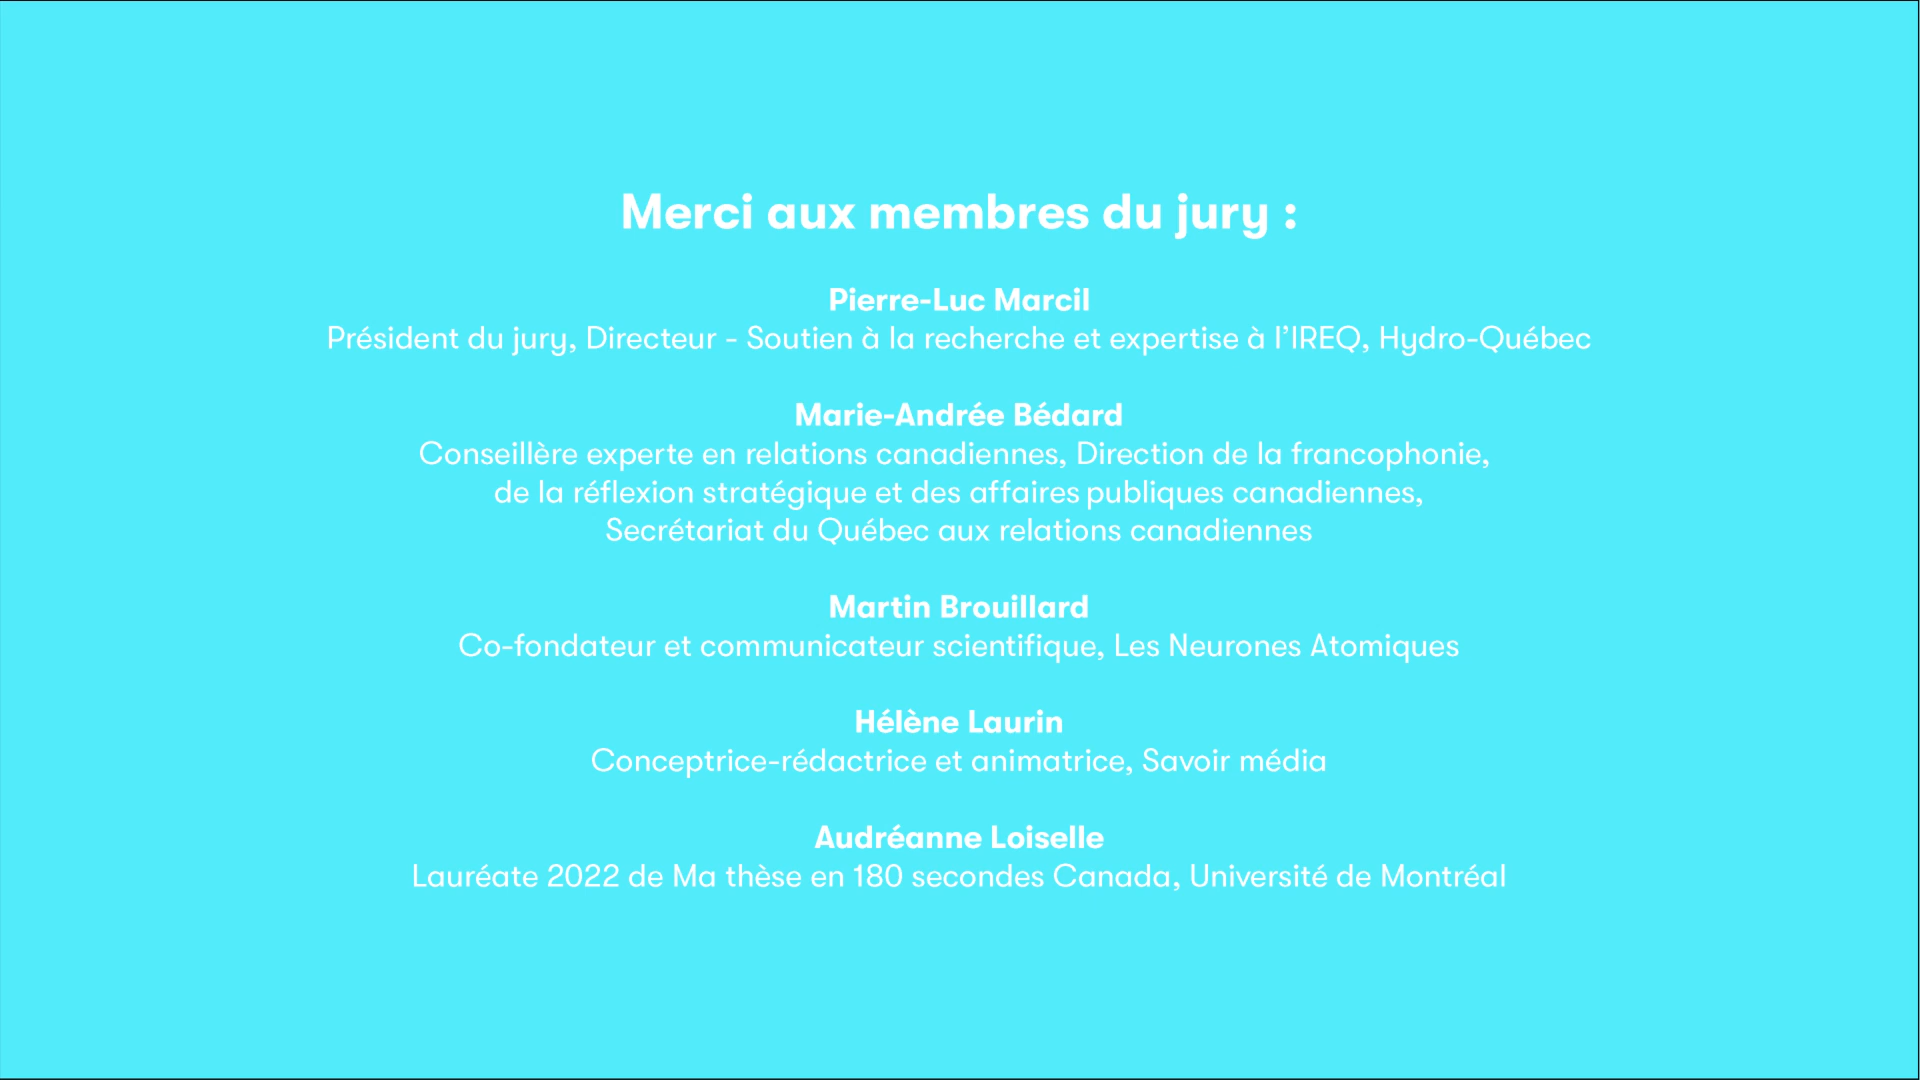 Merci aux membres du jury :
Pierre-Luc Marcil
Président du jury, Directeur - Soutien à la recherche et expertise à l’IREQ, Hydro-Québec
Marie-Andrée Bédard
Conseillère experte en relations canadiennes, Direction de la francophonie,
de la réflexion stratégique et des affaires publiques canadiennes,
Secrétariat du Québec aux relations canadiennes
Martin Brouillard
Co-fondateur et communicateur scientifique, Les Neurones Atomiques
Hélène Laurin
Conceptrice-rédactrice et animatrice, Savoir média
Audréanne Loiselle
Lauréate 2022 de Ma thèse en 180 secondes Canada, Université de Montréal